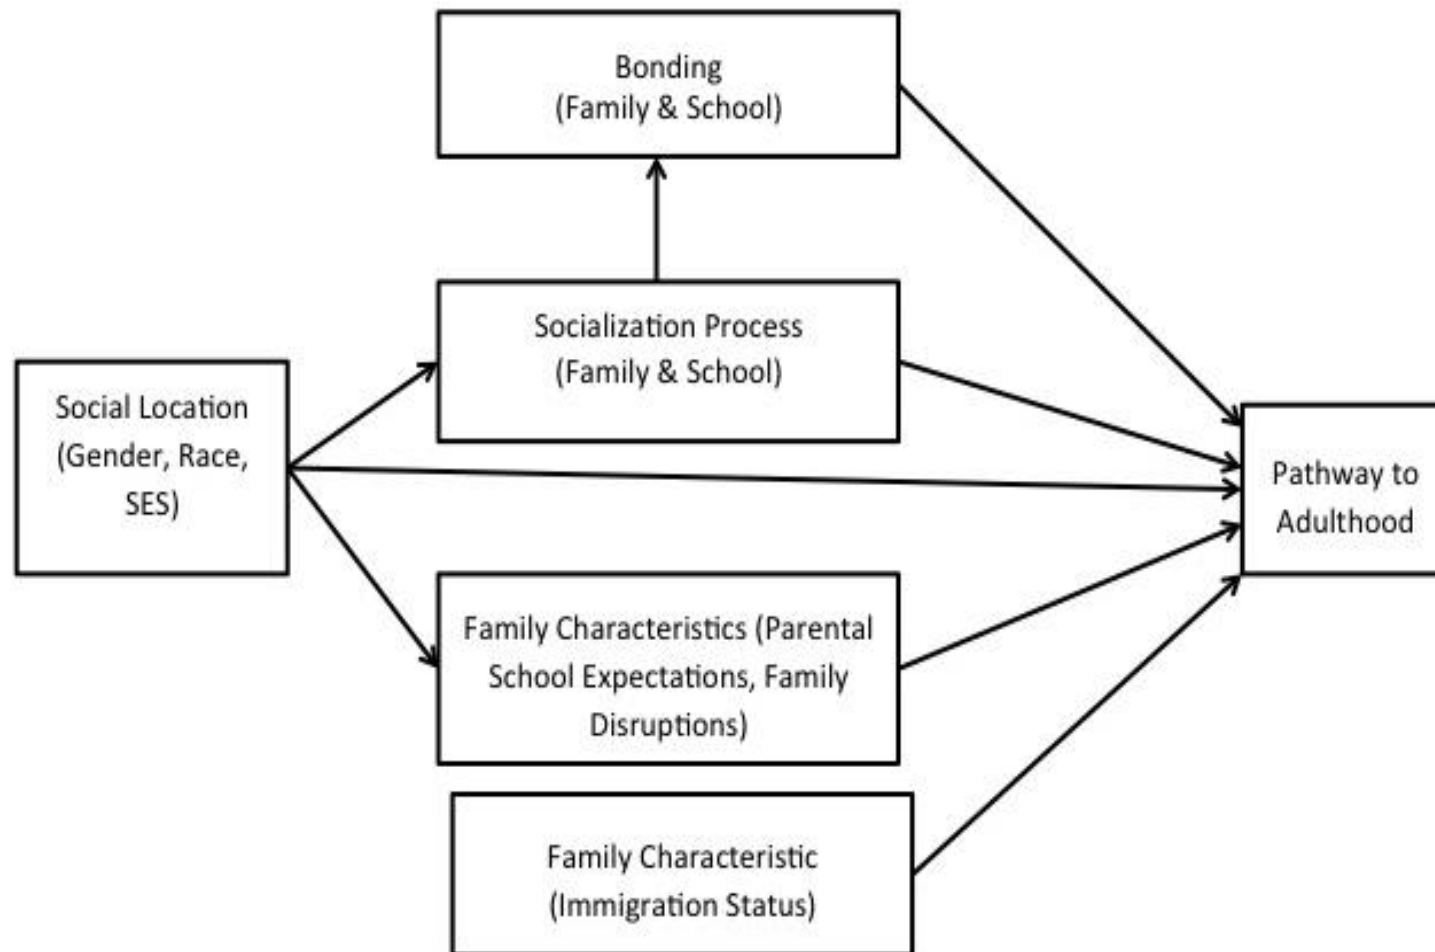 Bonding
(Family & School)
Socialization Process
(Family & School)
Social Location
(Gender, Race,
SES)
Pathway to
Adulthood
Family Characteristics (Parental
School Expectations, Family
Disruptions)
Family Characteristic
(Immigration Status)